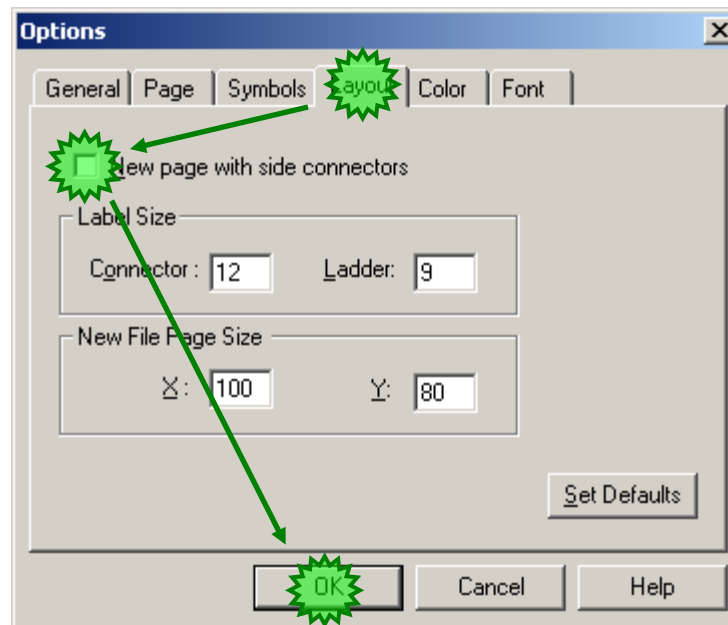 Options
General Page Symbols Layout Color Font
New page with side connectors
Label Size
Connector : 12 Ladder: 9
New File Page Size
X : 100 Y: 80
Set Defaults
OK Cancel Help